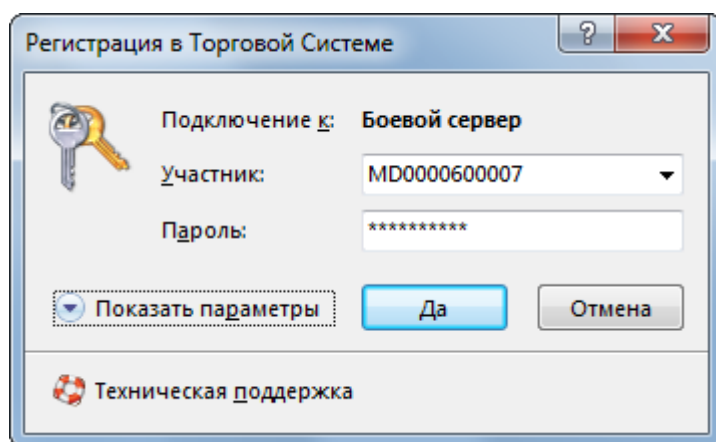 Регистрация в Торговой Системе
Подключение к: Боевой сервер
Участник: MD0000600007
Пароль: **********
Показать параметры Да Отмена
Техническая поддержка